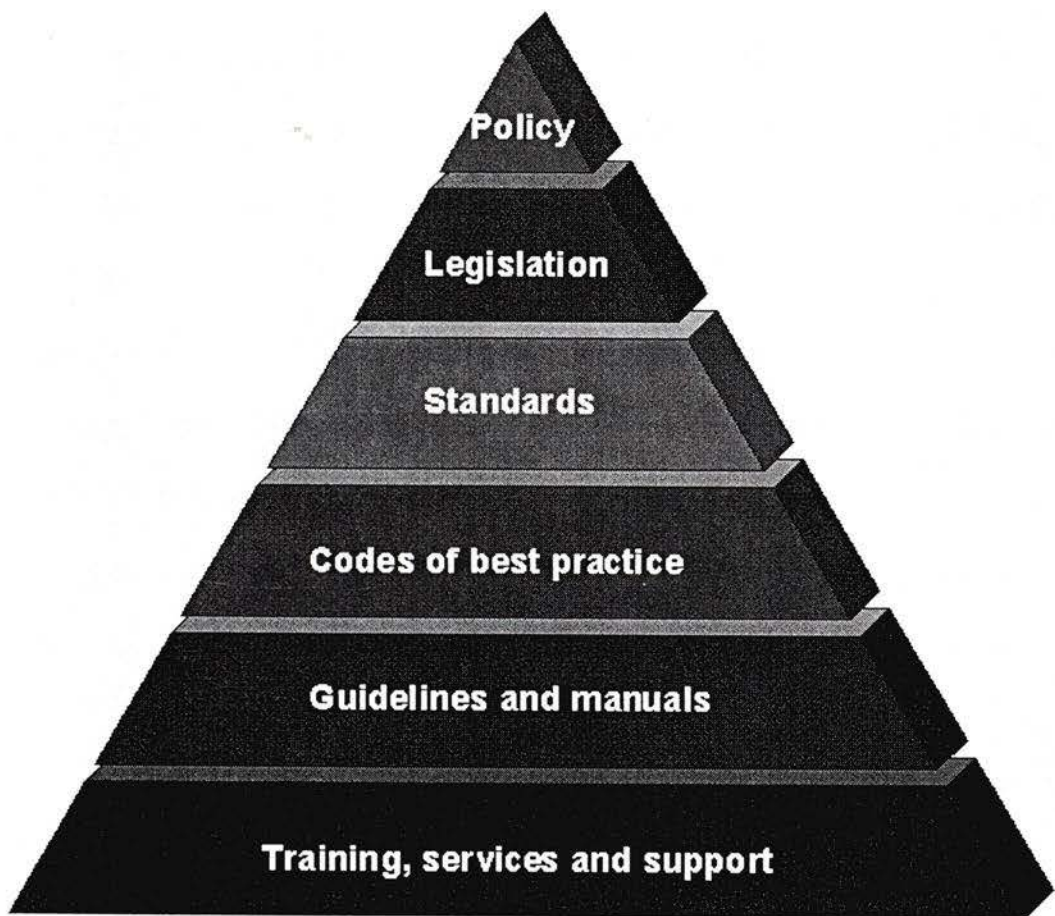 Policy
Legislation
Standards
Codes of best practice
Guidelines and manuals
Training, services and support